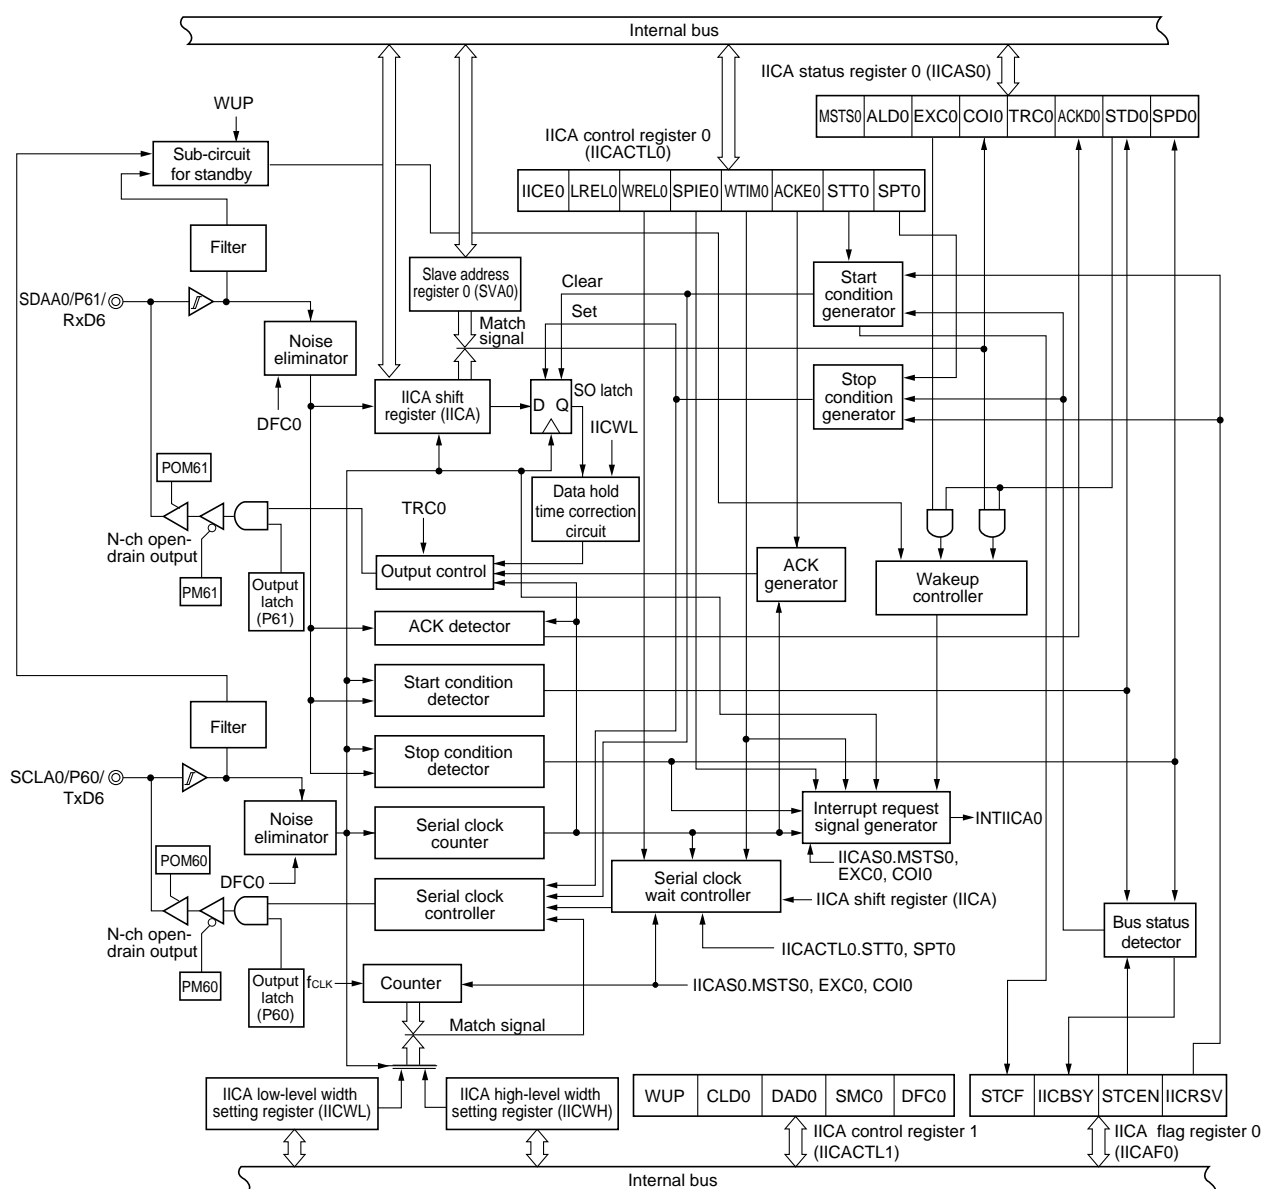 Internal bus
IICA status register 0 (IICAS0)
MSTS0 ALD0 EXC0 COI0 TRC0 ACKD0 STD0 SPD0
WUP
Sub-circuit
for standby
IICA control register 0
(IICACTL0)
IICE0 LREL0 WREL0 SPIE0 WTIM0 ACKE0 STT0 SPT0
Filter
Slave address
register 0 (SVA0)
Clear
Start
condition
generator
SDAA0/P61/
RxD6
Set
Noise
eliminator
Match
signal
DFC0
IICA shift
register (IICA)
D Q
SO latch
Stop
condition
generator
IICWL
POM61
Data hold
time correction
circuit
TRC0
N-ch open-
drain output
PM61
Output
latch
(P61)
Output control
ACK
generator
Wakeup
controller
ACK detector
Start condition
detector
Filter
Stop condition
detector
SCLA0/P60/
TxD6
Noise
eliminator
Serial clock
counter
Interrupt request
signal generator
INTIICA0
IICAS0.MSTS0,
EXC0, COI0
POM60
DFC0
Serial clock
controller
Serial clock
wait controller
IICA shift register (IICA)
N-ch open-
drain output
Bus status
detector
IICACTL0.STT0, SPT0
PM60
Output
latch
(P60)
fCLK
Counter
IICAS0.MSTS0, EXC0, COI0
Match signal
IICA low-level width
setting register (IICWL)
IICA high-level width
setting register (IICWH)
WUP CLD0 DAD0 SMC0 DFC0
STCF IICBSY STCEN IICRSV
IICA control register 1
(IICACTL1)
IICA flag register 0
(IICAF0)
Internal bus